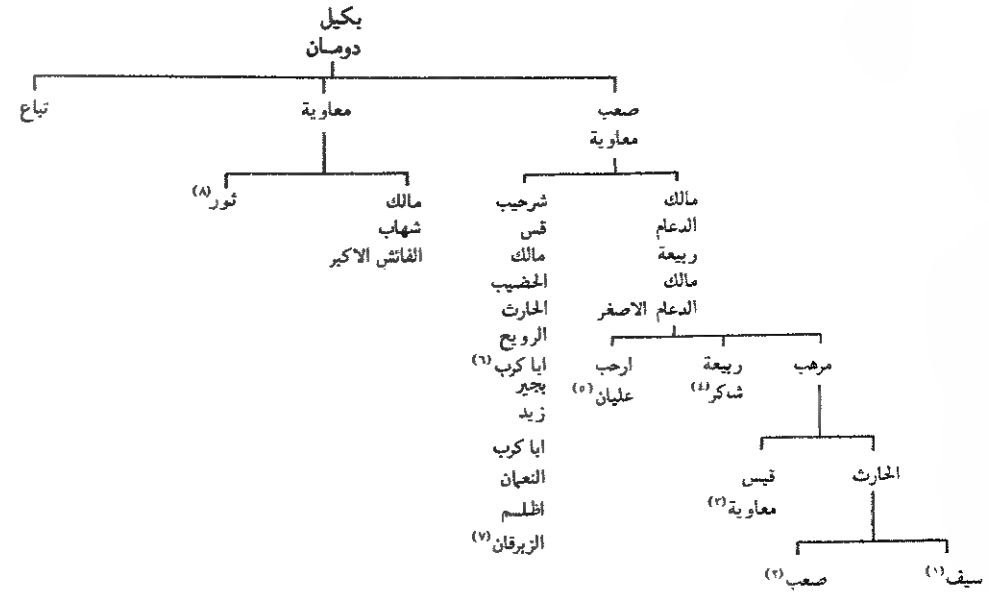 بكيل
دومان
صعب معاوية تباع
معاوية
مالك شرحيب مالك ثور (٨)
الدعام قس شهاب
ربيعة مالك الفائش الاكبر
مالك الحضيب
الدعام الاصغر الحارث
الرويح
مرهب ربيعة ارحب ابا كرب (٦)
شاكر (٤) عليان (٥) بجير
زيد
ابا كرب
الحارث قيس النعمان
معاوية (٣) اظلم
الزبرقان (٧)
سيف (١) صعب (٢)